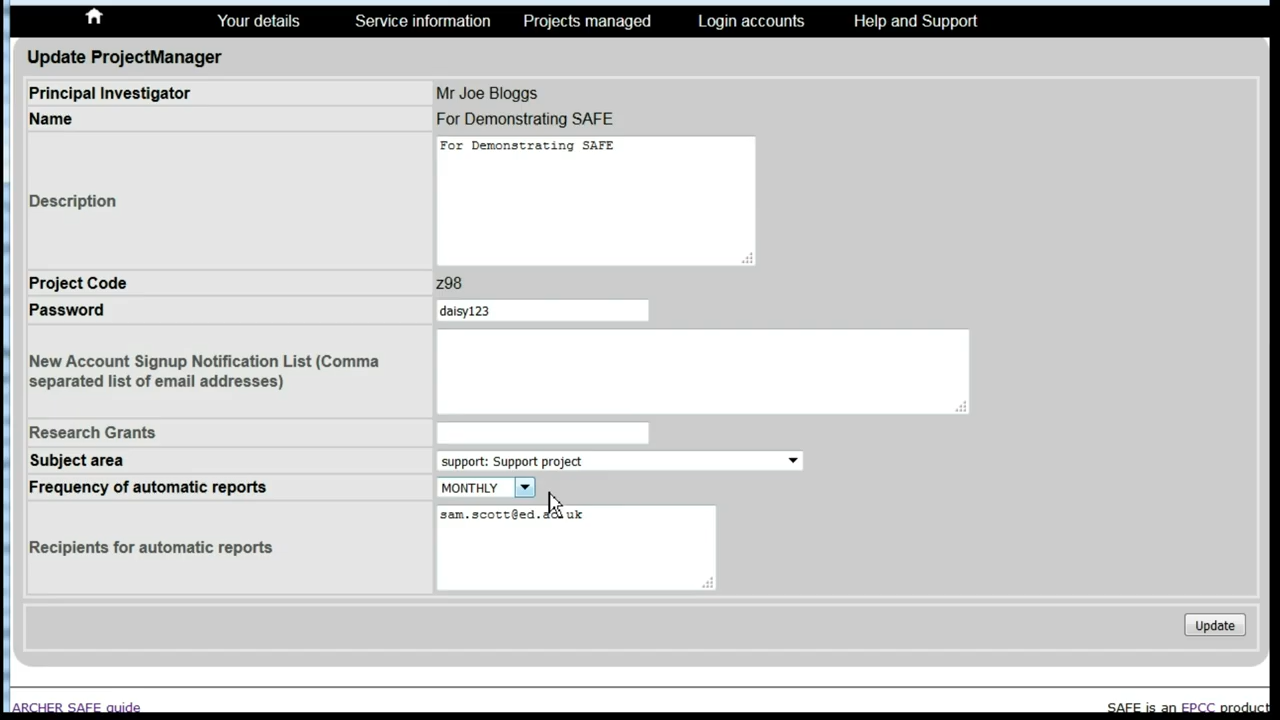 Your details Service information Projects managed Login accounts Help and Support
Update ProjectManager
Principal Investigator Mr Joe Bloggs
Name For Demonstrating SAFE
Description For Demonstrating SAFE
Project Code z98
Password daisy123
New Account Signup Notification List (Comma
separated list of email addresses)
Research Grants
Subject area support: Support project
Frequency of automatic reports MONTHLY
Recipients for automatic reports sam.scott@ed.ac.uk
Update
ARCHER SAFE guide SAFE is an EPCC product